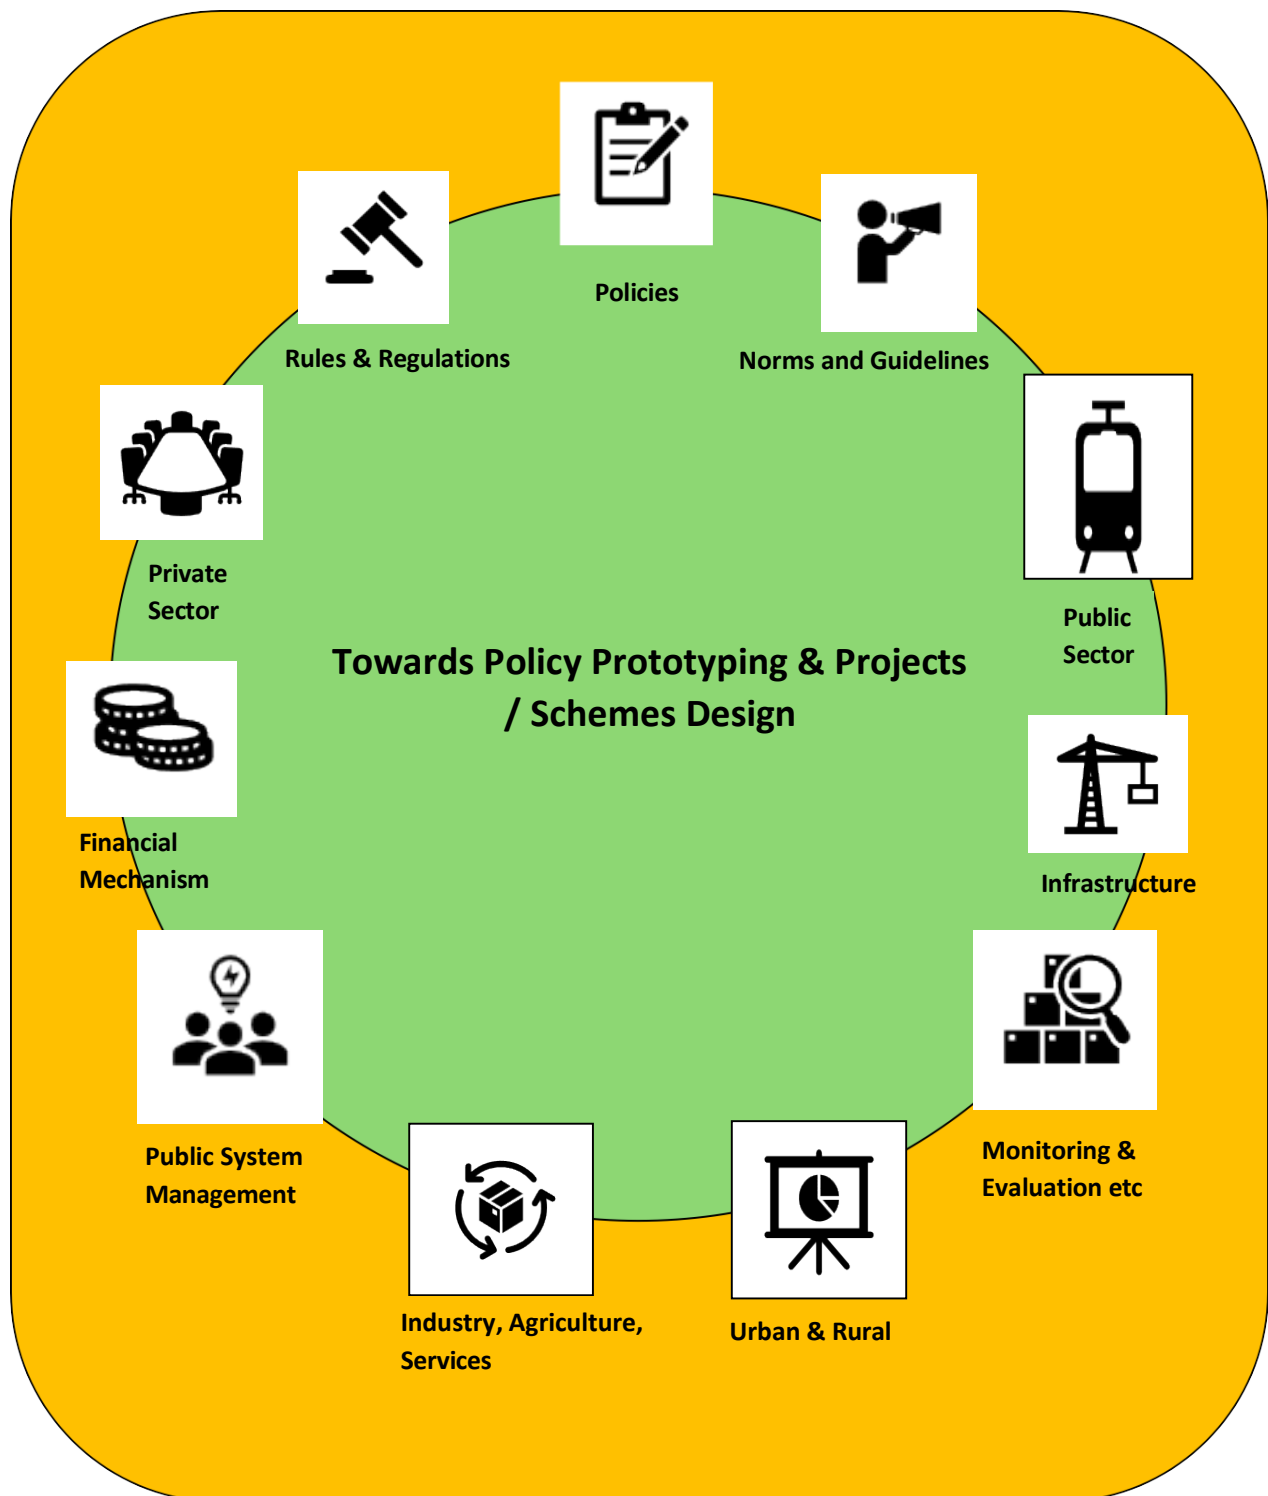 Policies
Rules & Regulations
Norms and Guidelines
Private
Sector
Public
Sector
Towards Policy Prototyping & Projects
/ Schemes Design
Financial
Mechanism
Infrastructure
Public System
Management
Monitoring &
Evaluation etc
Industry, Agriculture,
Services
Urban & Rural